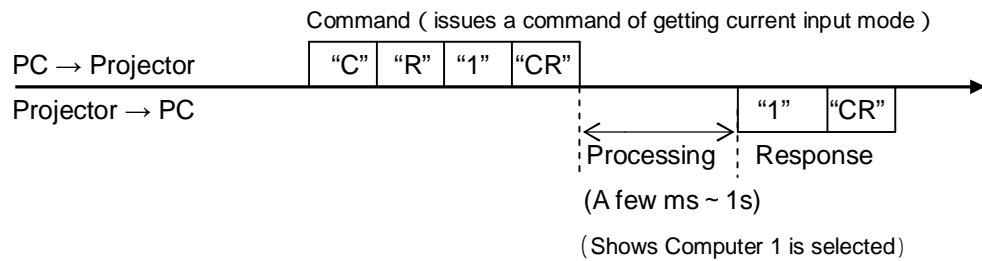 Command ( issues a command of getting current input mode )
PC → Projector “C” “R” “1” “CR”
Projector → PC “1” “CR”
Processing Response
(A few ms ~ 1s)
(Shows Computer 1 is selected)